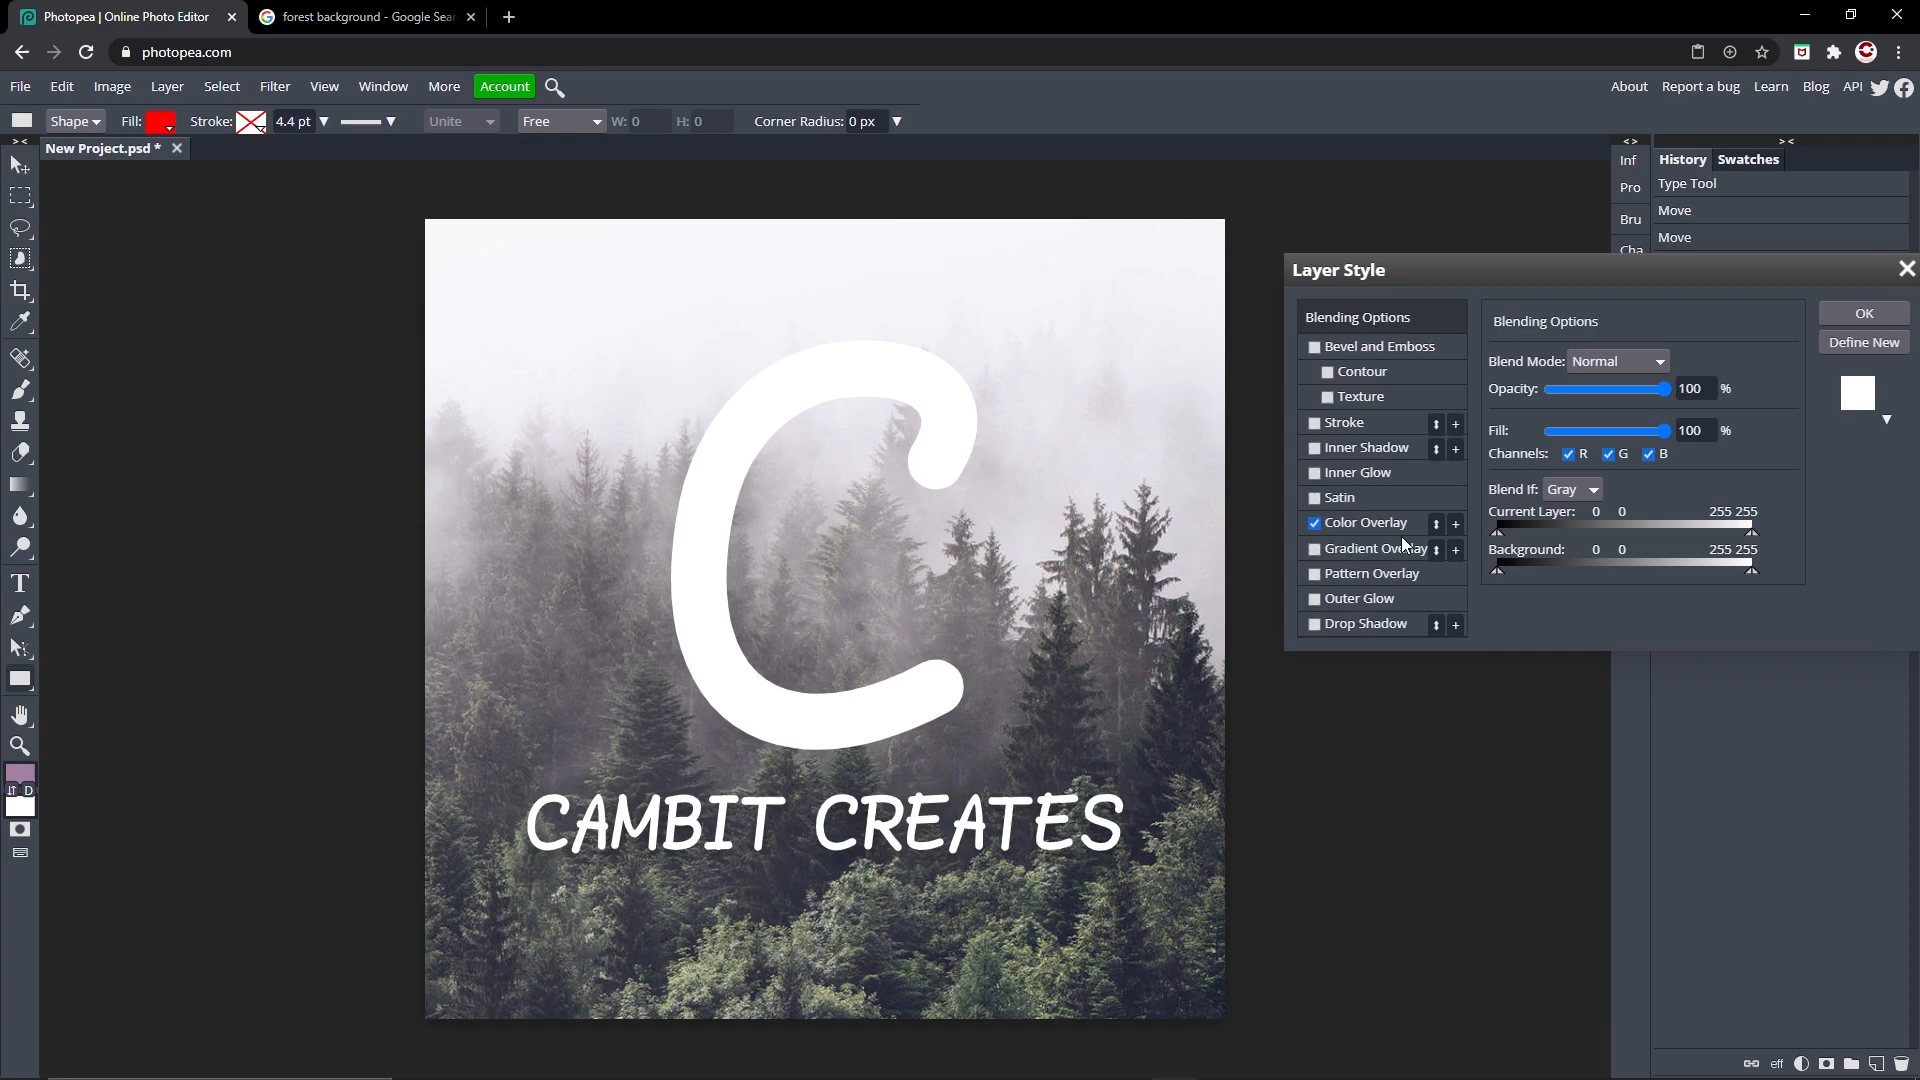 Photopea | Online Photo Editor
forest background - Google Sear
photopea.com
File Edit Image Layer Select Filter View Window More Account
About Report a bug Learn Blog API
Shape Fill: Stroke: 4.4 pt Unite Free W: 0 H: 0 Corner Radius: 0 px
New Project.psd *
Inf
Pro
Bru
Cha
History Swatches
Type Tool
Move
Move
Layer Style
Blending Options
Bevel and Emboss
Contour
Texture
Stroke
Inner Shadow
Inner Glow
Satin
Color Overlay
Gradient Overlay
Pattern Overlay
Outer Glow
Drop Shadow
Blending Options
Blend Mode: Normal
Opacity: 100 %
Fill: 100 %
Channels: R G B
Blend If: Gray
Current Layer: 0 0 255 255
Background: 0 0 255 255
OK
Define New
C
CAMBIT CREATES
T
D
eff